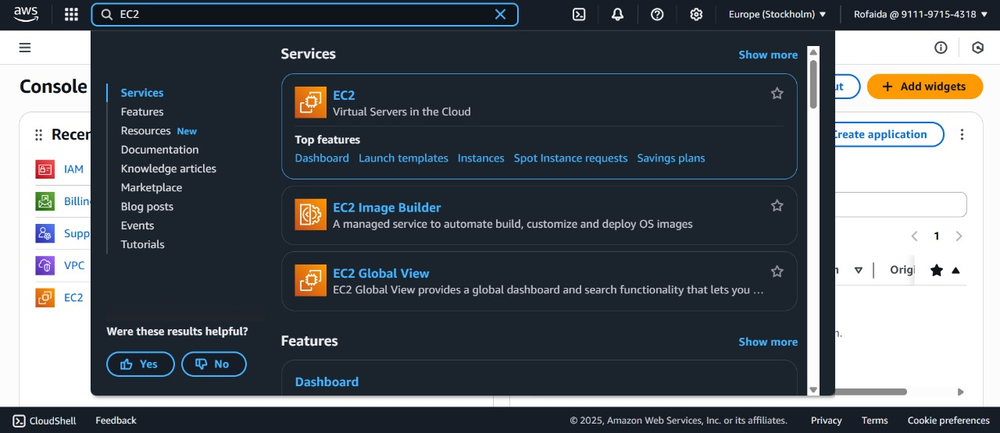 aws
EC2
Europe (Stockholm)
Rofaida @ 9111-9715-4318
Console
Add widgets
Recen
IAM
Billin
Supp
VPC
EC2
Services
Features
Resources New
Documentation
Knowledge articles
Marketplace
Blog posts
Events
Tutorials
Were these results helpful?
Yes
No
Services
Show more
EC2
Virtual Servers in the Cloud
Top features
Dashboard Launch templates Instances Spot Instance requests Savings plans
EC2 Image Builder
A managed service to automate build, customize and deploy OS images
EC2 Global View
EC2 Global View provides a global dashboard and search functionality that lets you ...
Features
Show more
Dashboard
ut
Create application
1
Origi
n.
CloudShell
Feedback
© 2025, Amazon Web Services, Inc. or its affiliates.
Privacy
Terms
Cookie preferences